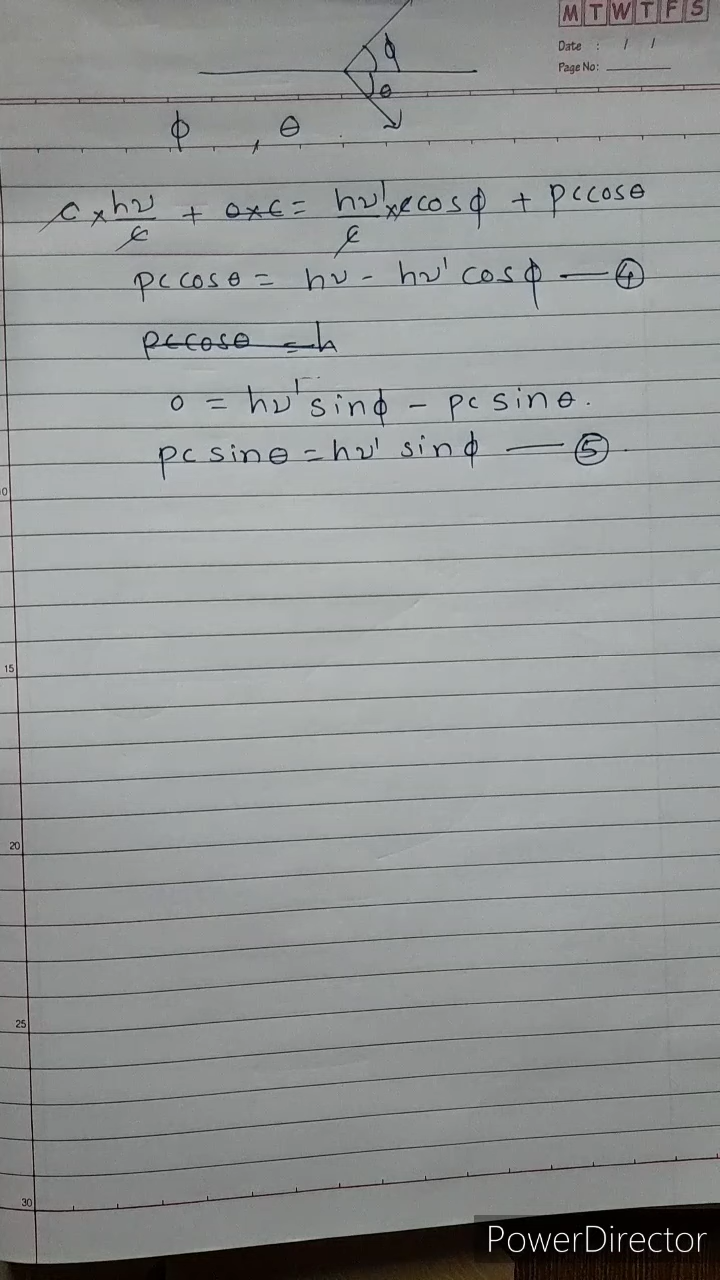 M T W T F S
Date : / /
Page No:
ϕ
θ
ϕ , θ
c × hν/c + 0×c = hν'/c × c cosϕ + pc cosθ
pc cosθ = hν - hν' cosϕ — ④
pc cosθ = h
0 = hν' sinϕ - pc sinθ.
pc sinθ = hν' sinϕ — ⑤
0
15
20
25
30
PowerDirector